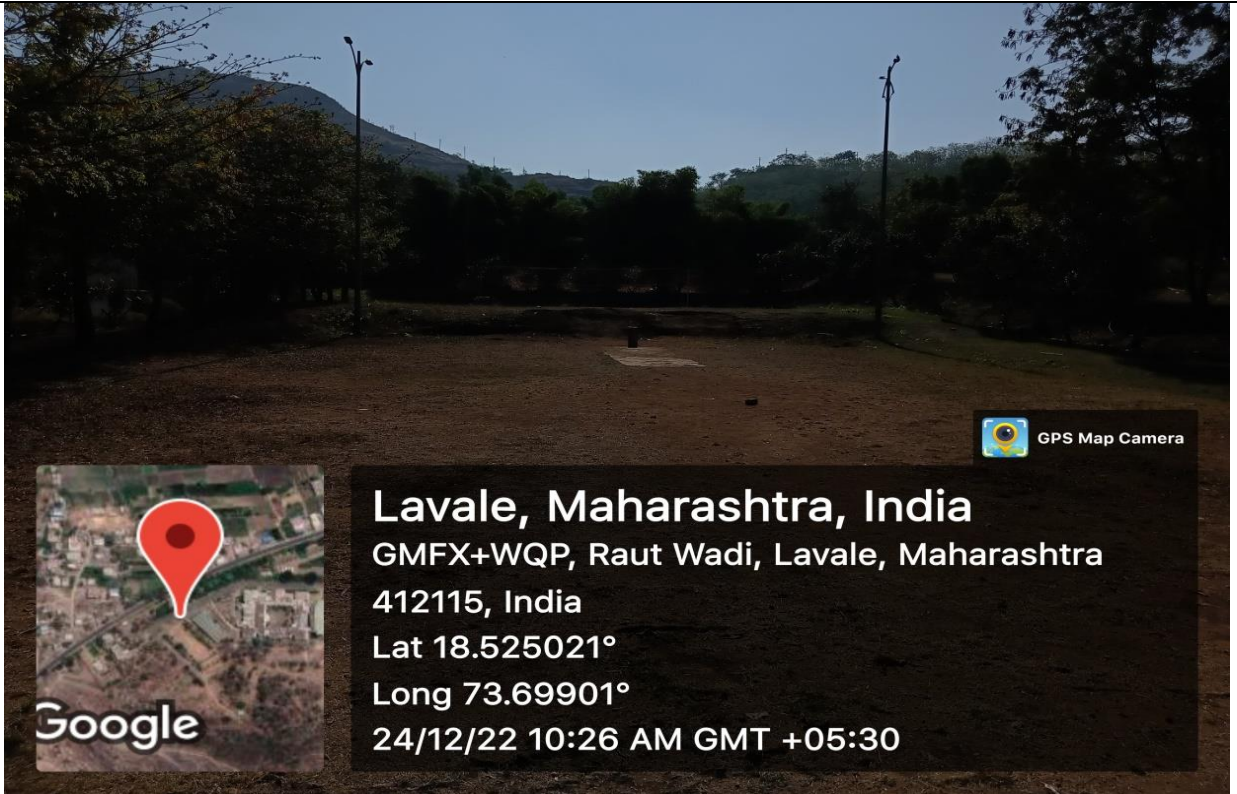 GPS Map Camera
Lavale, Maharashtra, India
GMFX+WQP, Raut Wadi, Lavale, Maharashtra
412115, India
Lat 18.525021°
Long 73.69901°
24/12/22 10:26 AM GMT +05:30
Google